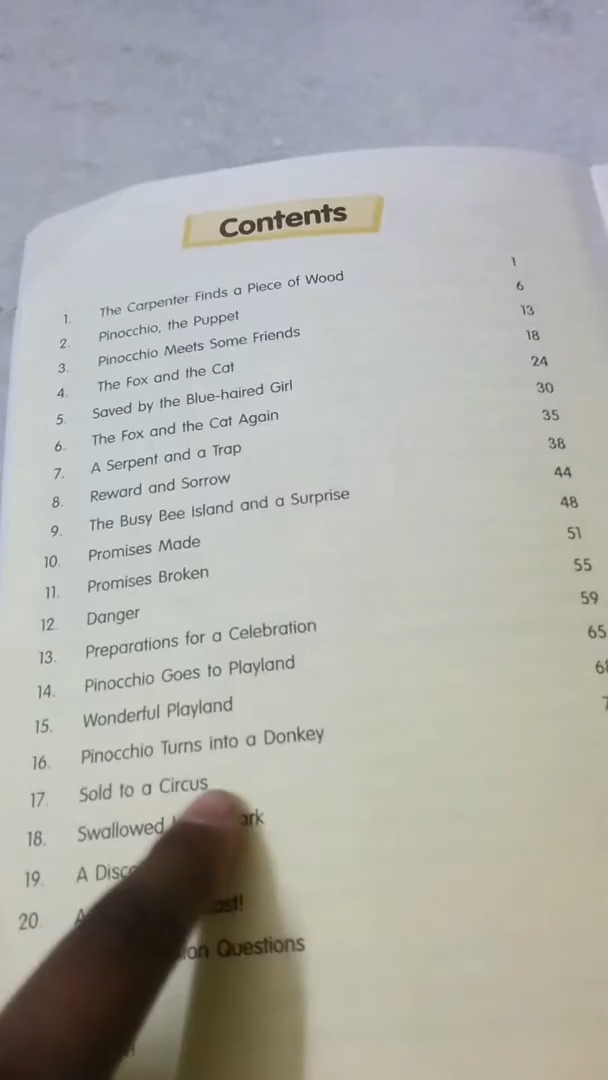 Contents
1. The Carpenter Finds a Piece of Wood 1
2. Pinocchio, the Puppet 6
3. Pinocchio Meets Some Friends 13
4. The Fox and the Cat 18
5. Saved by the Blue-haired Girl 24
6. The Fox and the Cat Again 30
7. A Serpent and a Trap 35
8. Reward and Sorrow 38
9. The Busy Bee Island and a Surprise 44
10. Promises Made 48
11. Promises Broken 51
12 Danger 55
13. Preparations for a Celebration 59
14. Pinocchio Goes to Playland 65
15. Wonderful Playland
16. Pinocchio Turns into a Donkey
17. Sold to a Circus
18. Swallowed
19. A
20
Questions